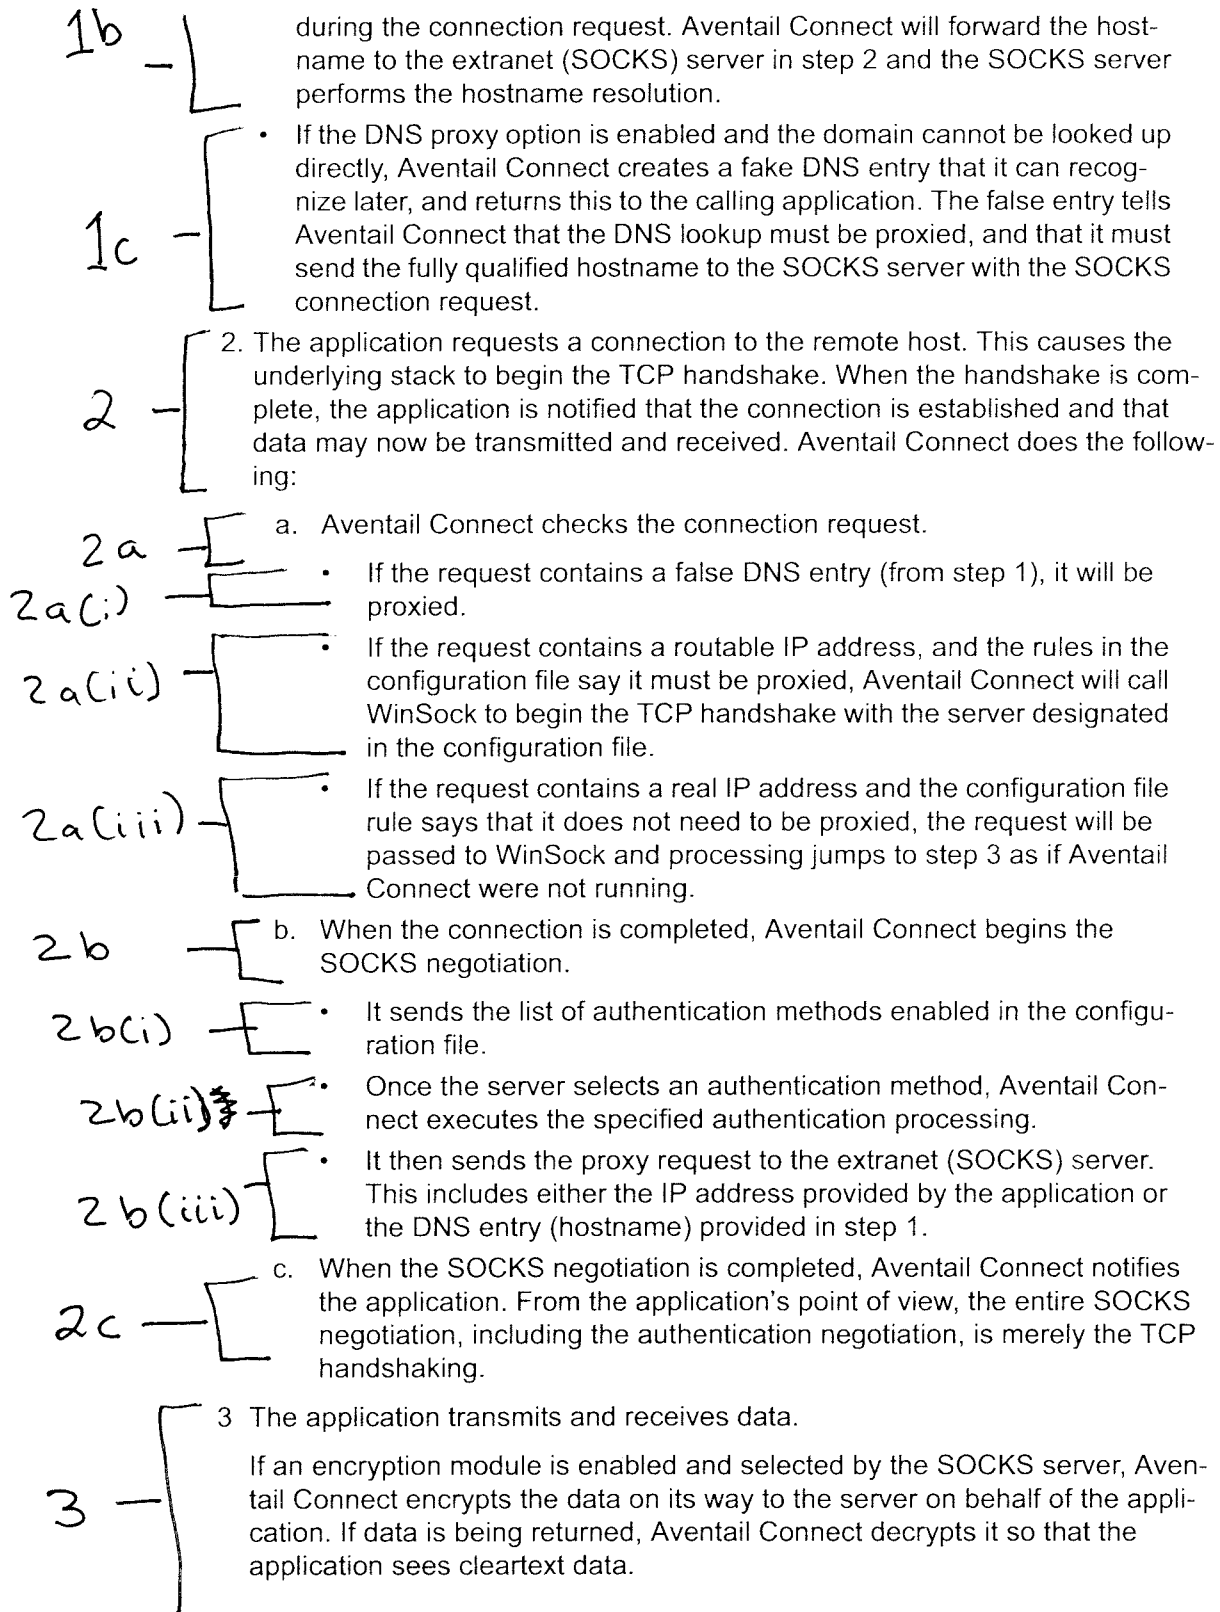 1b
during the connection request. Aventail Connect will forward the host-
name to the extranet (SOCKS) server in step 2 and the SOCKS server
performs the hostname resolution.
1c
• If the DNS proxy option is enabled and the domain cannot be looked up
directly, Aventail Connect creates a fake DNS entry that it can recog-
nize later, and returns this to the calling application. The false entry tells
Aventail Connect that the DNS lookup must be proxied, and that it must
send the fully qualified hostname to the SOCKS server with the SOCKS
connection request.
2
2. The application requests a connection to the remote host. This causes the
underlying stack to begin the TCP handshake. When the handshake is com-
plete, the application is notified that the connection is established and that
data may now be transmitted and received. Aventail Connect does the follow-
ing:
2a
a. Aventail Connect checks the connection request.
2a(i)
• If the request contains a false DNS entry (from step 1), it will be
proxied.
2a(ii)
• If the request contains a routable IP address, and the rules in the
configuration file say it must be proxied, Aventail Connect will call
WinSock to begin the TCP handshake with the server designated
in the configuration file.
2a(iii)
• If the request contains a real IP address and the configuration file
rule says that it does not need to be proxied, the request will be
passed to WinSock and processing jumps to step 3 as if Aventail
Connect were not running.
2b
b. When the connection is completed, Aventail Connect begins the
SOCKS negotiation.
2b(i)
• It sends the list of authentication methods enabled in the configu-
ration file.
2b(ii)
• Once the server selects an authentication method, Aventail Con-
nect executes the specified authentication processing.
2b(iii)
• It then sends the proxy request to the extranet (SOCKS) server.
This includes either the IP address provided by the application or
the DNS entry (hostname) provided in step 1.
2c
c. When the SOCKS negotiation is completed, Aventail Connect notifies
the application. From the application's point of view, the entire SOCKS
negotiation, including the authentication negotiation, is merely the TCP
handshaking.
3
3 The application transmits and receives data.
If an encryption module is enabled and selected by the SOCKS server, Aven-
tail Connect encrypts the data on its way to the server on behalf of the appli-
cation. If data is being returned, Aventail Connect decrypts it so that the
application sees cleartext data.